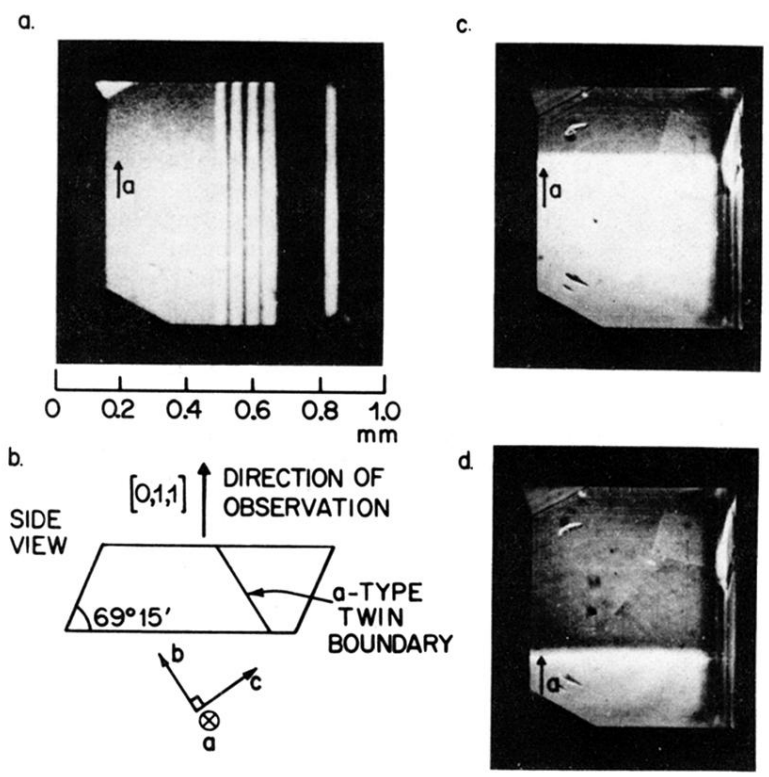 a.
a
0 0.2 0.4 0.6 0.8 1.0
mm
b.
[0,1,1]
DIRECTION OF
OBSERVATION
SIDE
VIEW
69°15′
a-TYPE
TWIN
BOUNDARY
b
c
a
c.
a
d.
a